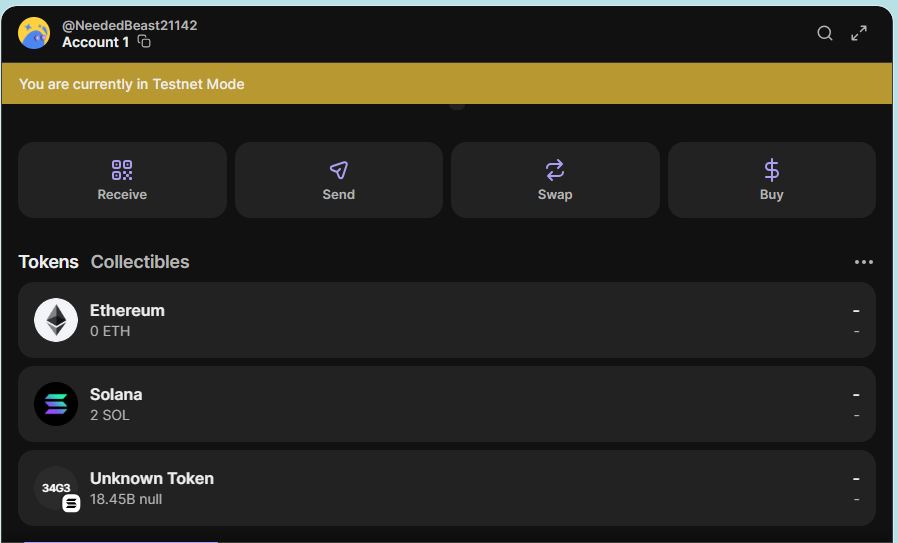 @NeededBeast21142
Account 1
You are currently in Testnet Mode
Receive
Send
Swap
Buy
Tokens Collectibles
Ethereum
0 ETH
-
-
Solana
2 SOL
-
-
34G3
Unknown Token
18.45B null
-
-